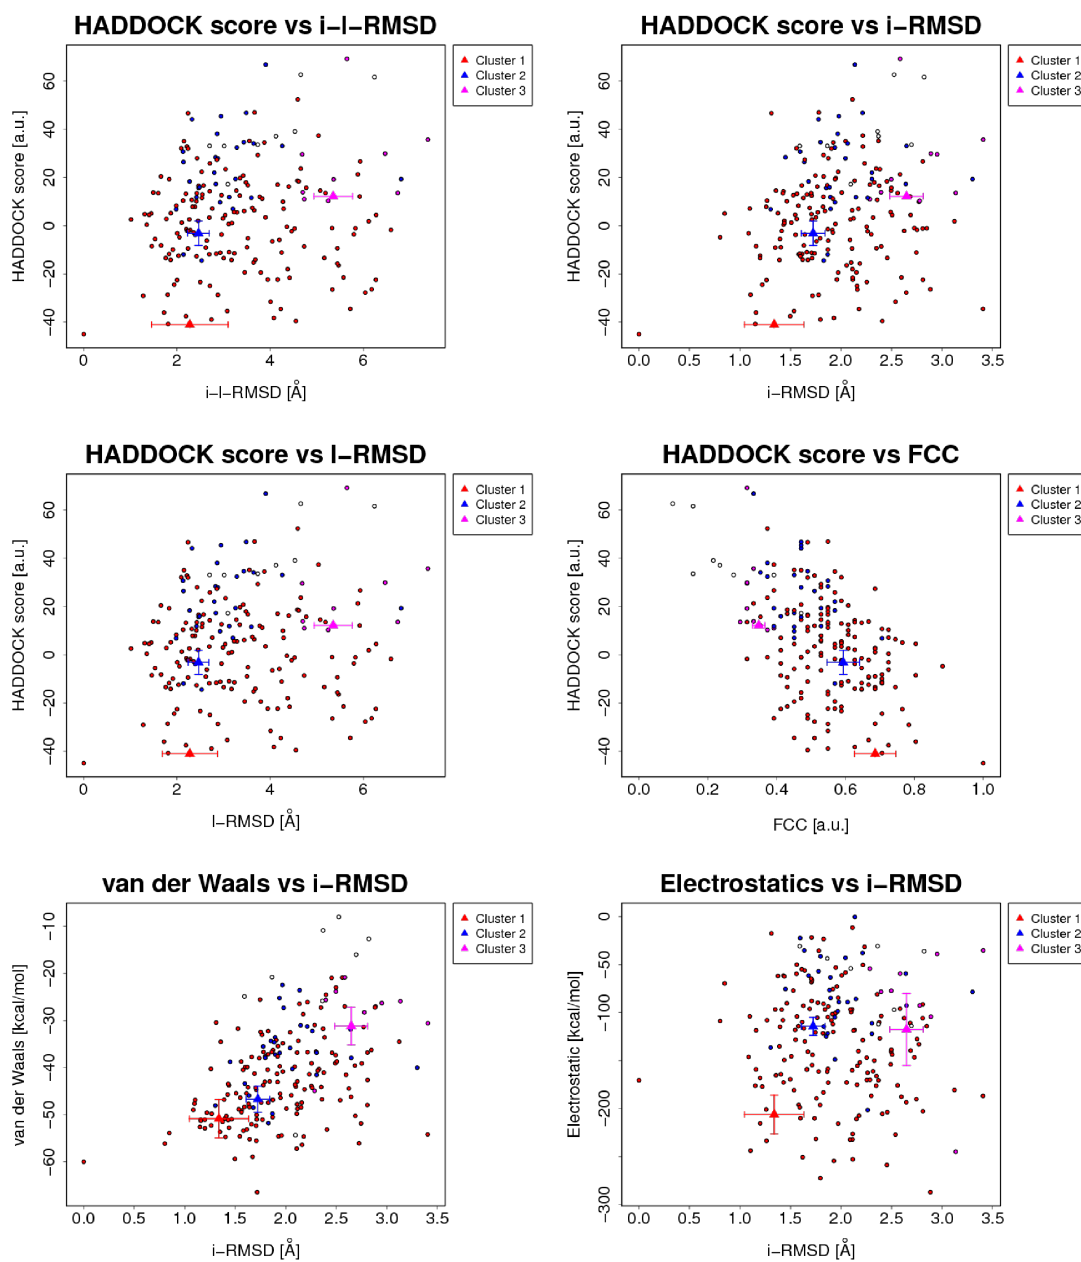 HADDOCK score vs i−l−RMSD
HADDOCK score [a.u.]
60
40
20
0
−20
−40
0
2
4
6
i−l−RMSD [Å]
Cluster 1
Cluster 2
Cluster 3
HADDOCK score vs i−RMSD
HADDOCK score [a.u.]
60
40
20
0
−20
−40
0.0
0.5
1.0
1.5
2.0
2.5
3.0
3.5
i−RMSD [Å]
Cluster 1
Cluster 2
Cluster 3
HADDOCK score vs l−RMSD
HADDOCK score [a.u.]
60
40
20
0
−20
−40
0
2
4
6
l−RMSD [Å]
Cluster 1
Cluster 2
Cluster 3
HADDOCK score vs FCC
HADDOCK score [a.u.]
60
40
20
0
−20
−40
0.0
0.2
0.4
0.6
0.8
1.0
FCC [a.u.]
Cluster 1
Cluster 2
Cluster 3
van der Waals vs i−RMSD
van der Waals [kcal/mol]
−10
−20
−30
−40
−50
−60
0.0
0.5
1.0
1.5
2.0
2.5
3.0
3.5
i−RMSD [Å]
Cluster 1
Cluster 2
Cluster 3
Electrostatics vs i−RMSD
Electrostatic [kcal/mol]
0
−50
−100
−200
−300
0.0
0.5
1.0
1.5
2.0
2.5
3.0
3.5
i−RMSD [Å]
Cluster 1
Cluster 2
Cluster 3